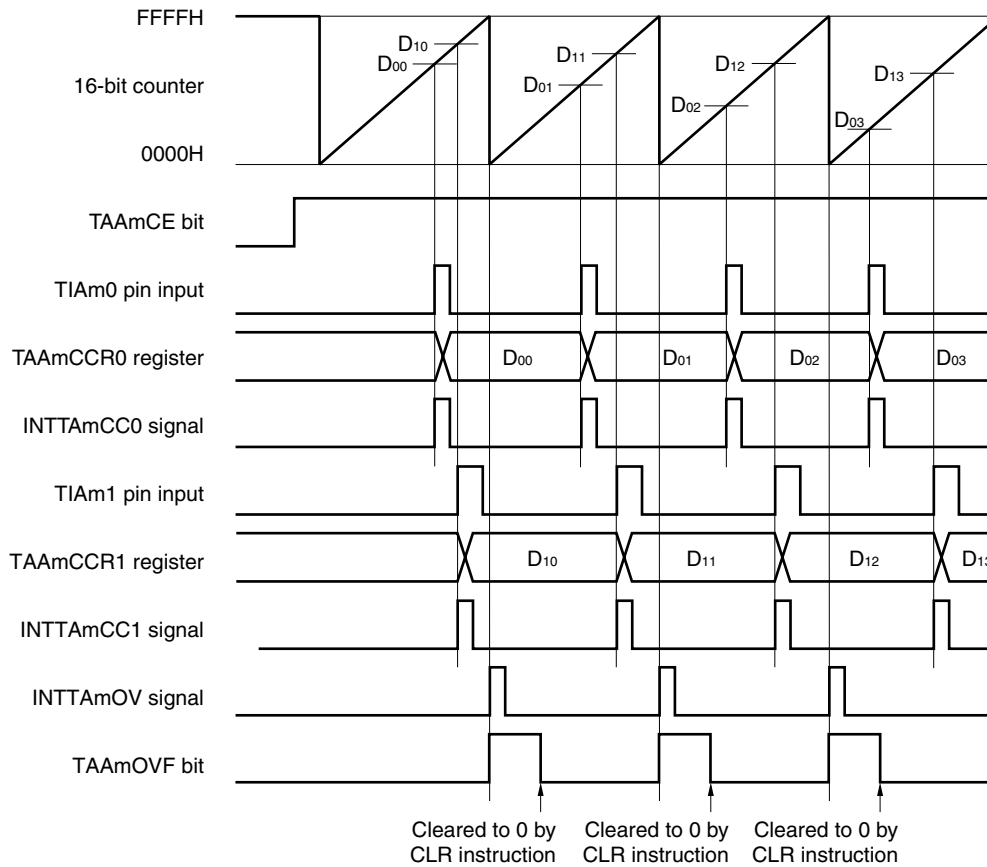 FFFFH
D10
D00
D11
D01
D12
D02
D13
D03
16-bit counter
0000H
TAAmCE bit
TIAm0 pin input
TAAmCCR0 register
D00
D01
D02
D03
INTTAmCC0 signal
TIAm1 pin input
TAAmCCR1 register
D10
D11
D12
D13
INTTAmCC1 signal
INTTAmOV signal
TAAmOVF bit
Cleared to 0 by
CLR instruction
Cleared to 0 by
CLR instruction
Cleared to 0 by
CLR instruction